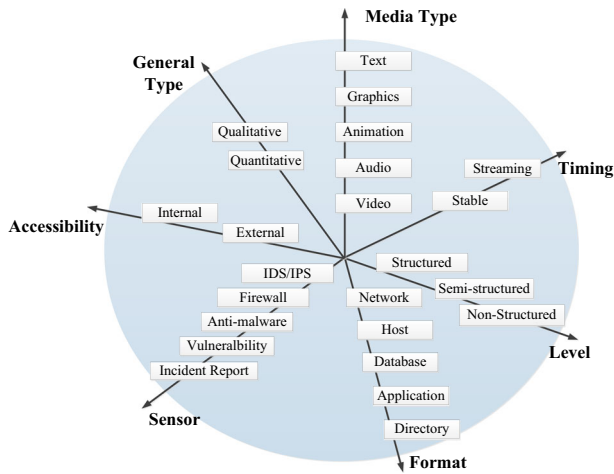 Media Type
Text
Graphics
Animation
Audio
Video
General
Type
Qualitative
Quantitative
Timing
Streaming
Stable
Accessibility
Internal
External
Structured
Semi-structured
Non-Structured
Level
IDS/IPS
Firewall
Anti-malware
Vulneralbility
Incident Report
Sensor
Network
Host
Database
Application
Directory
Format